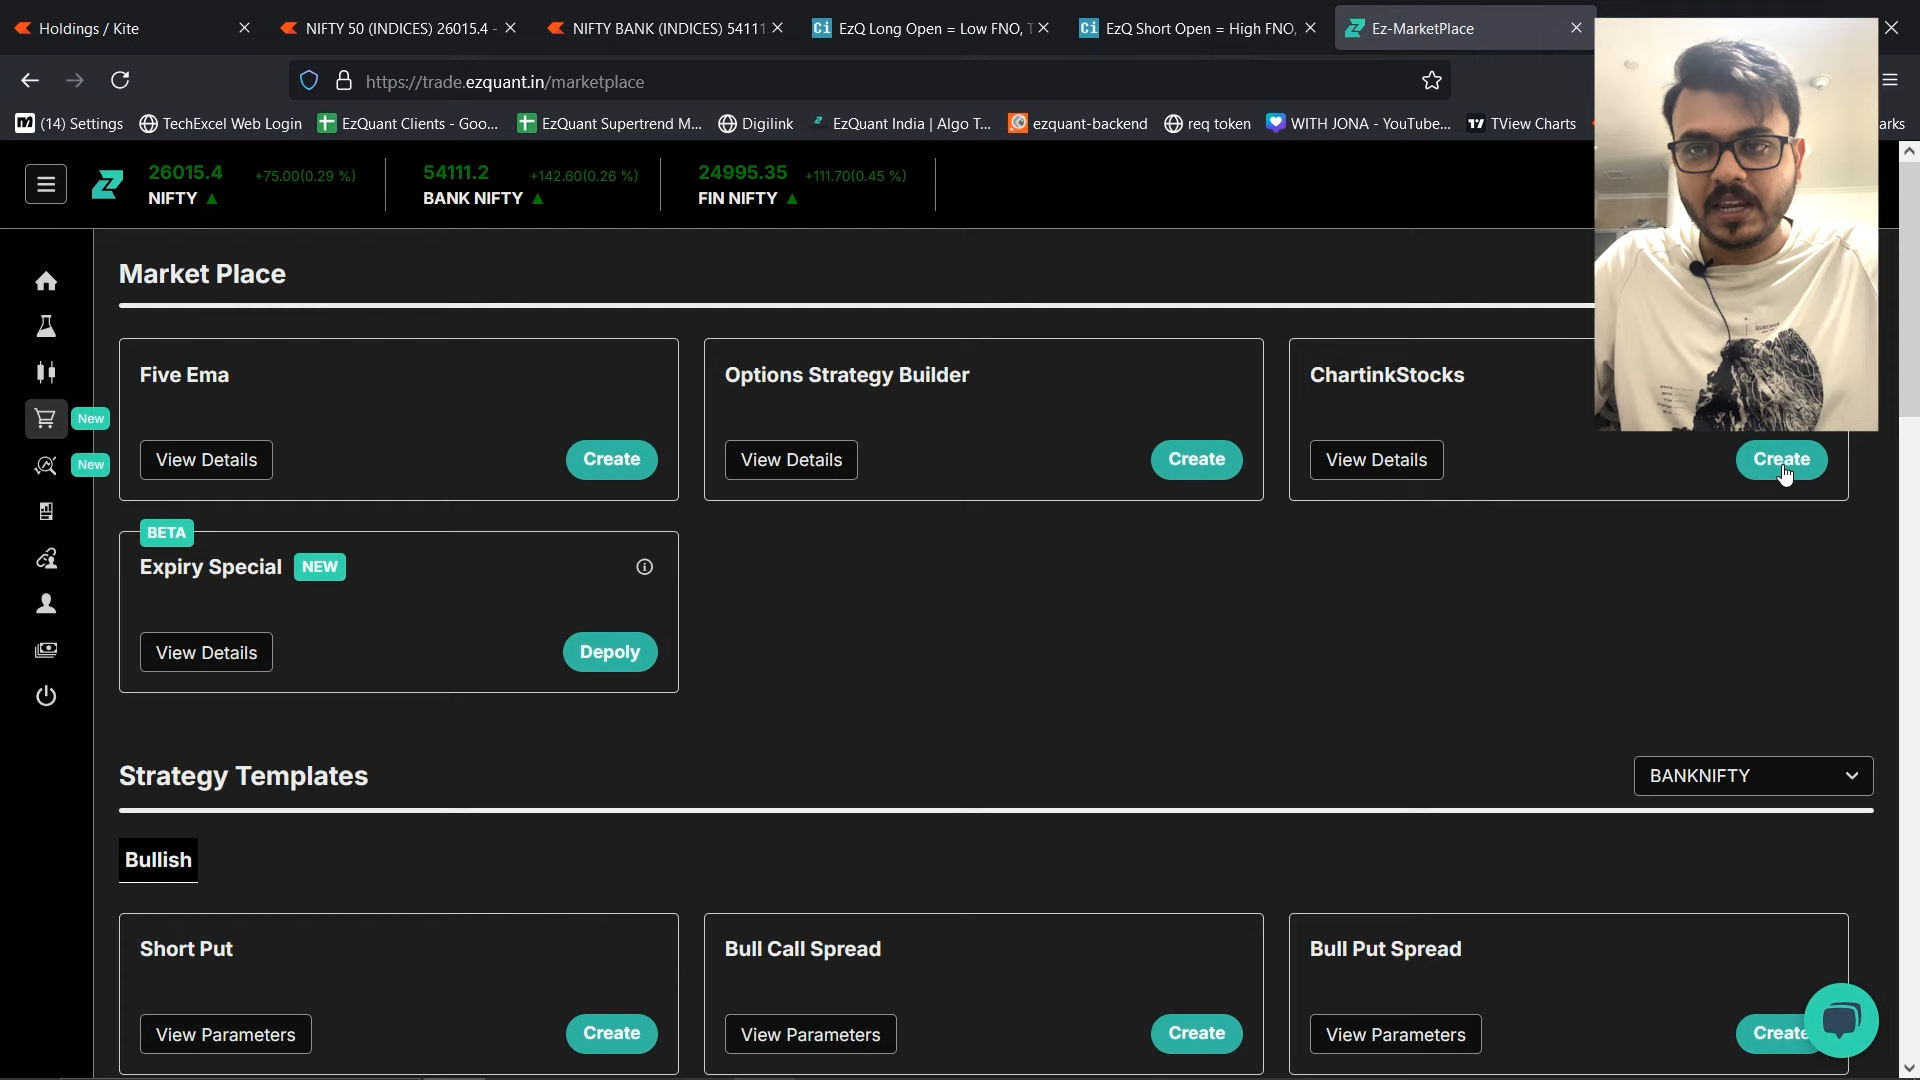 Holdings / Kite
NIFTY 50 (INDICES) 26015.4 -
NIFTY BANK (INDICES) 54111
Ci EzQ Long Open = Low FNO, T
Ci EzQ Short Open = High FNO,
Ez-MarketPlace
https://trade.ezquant.in/marketplace
(14) Settings
TechExcel Web Login
EzQuant Clients - Goo...
EzQuant Supertrend M...
Digilink
EzQuant India | Algo T...
ezquant-backend
req token
WITH JONA - YouTube...
TView Charts
arks
26015.4 +75.00(0.29 %)
NIFTY
54111.2 +142.60(0.26 %)
BANK NIFTY
24995.35 +111.70(0.45 %)
FIN NIFTY
Market Place
Five Ema
View Details
Create
Options Strategy Builder
View Details
Create
ChartinkStocks
View Details
Create
New
New
BETA
Expiry Special NEW
View Details
Depoly
Strategy Templates
BANKNIFTY
Bullish
Short Put
View Parameters
Create
Bull Call Spread
View Parameters
Create
Bull Put Spread
View Parameters
Create